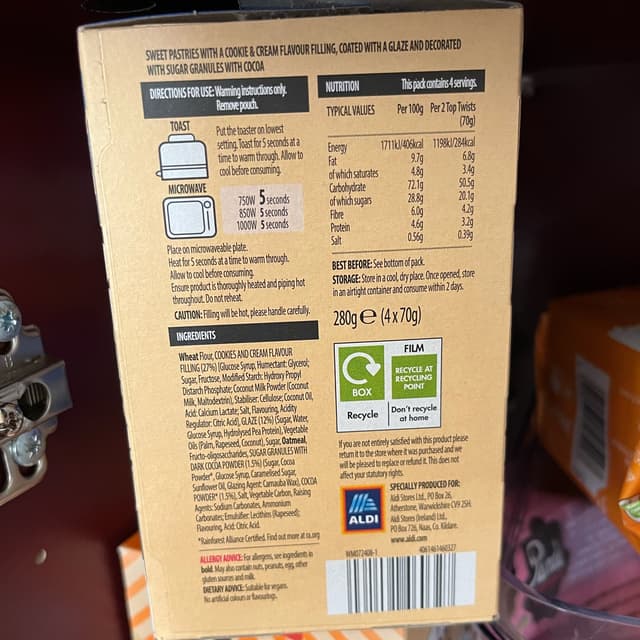 SWEET PASTRIES WITH A COOKIE & CREAM FLAVOUR FILLING, COATED WITH A GLAZE AND DECORATED
WITH SUGAR GRANULES WITH COCOA
DIRECTIONS FOR USE: Warming Instructions only.
Remove pouch.
TOAST
Put the toaster on lowest
setting. Toast for 5 seconds at a
time to warm through. Allow to
cool before consuming.
MICROWAVE
750W 5 seconds
850W 5 seconds
1000W 5 seconds
Place on microwaveable plate.
Heat for 5 seconds at a time to warm through.
Allow to cool before consuming.
Ensure product is thoroughly heated and piping hot
throughout. Do not reheat.
CAUTION: Filling will be hot, please handle carefully.
INGREDIENTS
Wheat Flour, COOKIES AND CREAM FLAVOUR
FILLING (27%) [Glucose Syrup, Humectant: Glycerol;
Sugar, Fructose, Modified Starch: Hydroxy Propyl
Distarch Phosphate; Coconut Milk Powder (Coconut
Milk, Maltodextrin), Stabiliser: Cellulose; Coconut Oil,
Acid: Calcium Lactate; Salt, Flavouring, Acidity
Regulator: Citric Acid], GLAZE (12%) [Sugar, Water,
Glucose Syrup, Hydrolysed Pea Protein], Vegetable
Oils (Palm, Rapeseed, Coconut), Sugar, Oatmeal,
Fructo-oligosaccharides, SUGAR GRANULES WITH
DARK COCOA POWDER (1.5%) [Sugar, Cocoa
Powder*, Glucose Syrup, Caramelised Sugar,
Sunflower Oil, Glazing Agent: Carnauba Wax], COCOA
POWDER* (1.5%), Salt, Vegetable Carbon, Raising
Agents: Sodium Carbonates, Ammonium
Carbonates; Emulsifier: Lecithins (Rapeseed);
Flavouring, Acid: Citric Acid.
*Rainforest Alliance Certified. Find out more at ra.org
ALLERGY ADVICE: For allergens, see ingredients in
bold. May also contain nuts, peanuts, egg, other
gluten sources and milk.
DIETARY ADVICE: Suitable for vegans.
No artificial colours or flavourings.
NUTRITION This pack contains 4 servings.
TYPICAL VALUES Per 100g Per 2 Top Twists
(70g)
Energy 1711kJ/406kcal 1198kJ/284kcal
Fat 9.7g 6.8g
of which saturates 4.8g 3.4g
Carbohydrate 72.1g 50.5g
of which sugars 28.8g 20.1g
Fibre 6.0g 4.2g
Protein 4.6g 3.2g
Salt 0.56g 0.39g
BEST BEFORE: See bottom of pack.
STORAGE: Store in a cool, dry place. Once opened, store
in an airtight container and consume within 2 days.
280g e (4x70g)
BOX
Recycle
FILM
RECYCLE AT
RECYCLING
POINT
Don't recycle
at home
If you are not entirely satisfied with this product please
return it to the store where it was purchased and we
will be pleased to replace or refund it. This does not
affect your statutory rights.
ALDI
SPECIALLY PRODUCED FOR:
Aldi Stores Ltd., PO Box 26,
Atherstone, Warwickshire CV9 2SH.
Aldi Stores (Ireland) Ltd.,
PO Box 726, Naas, Co. Kildare.
www.aldi.com
WM072408-1 4061461460327